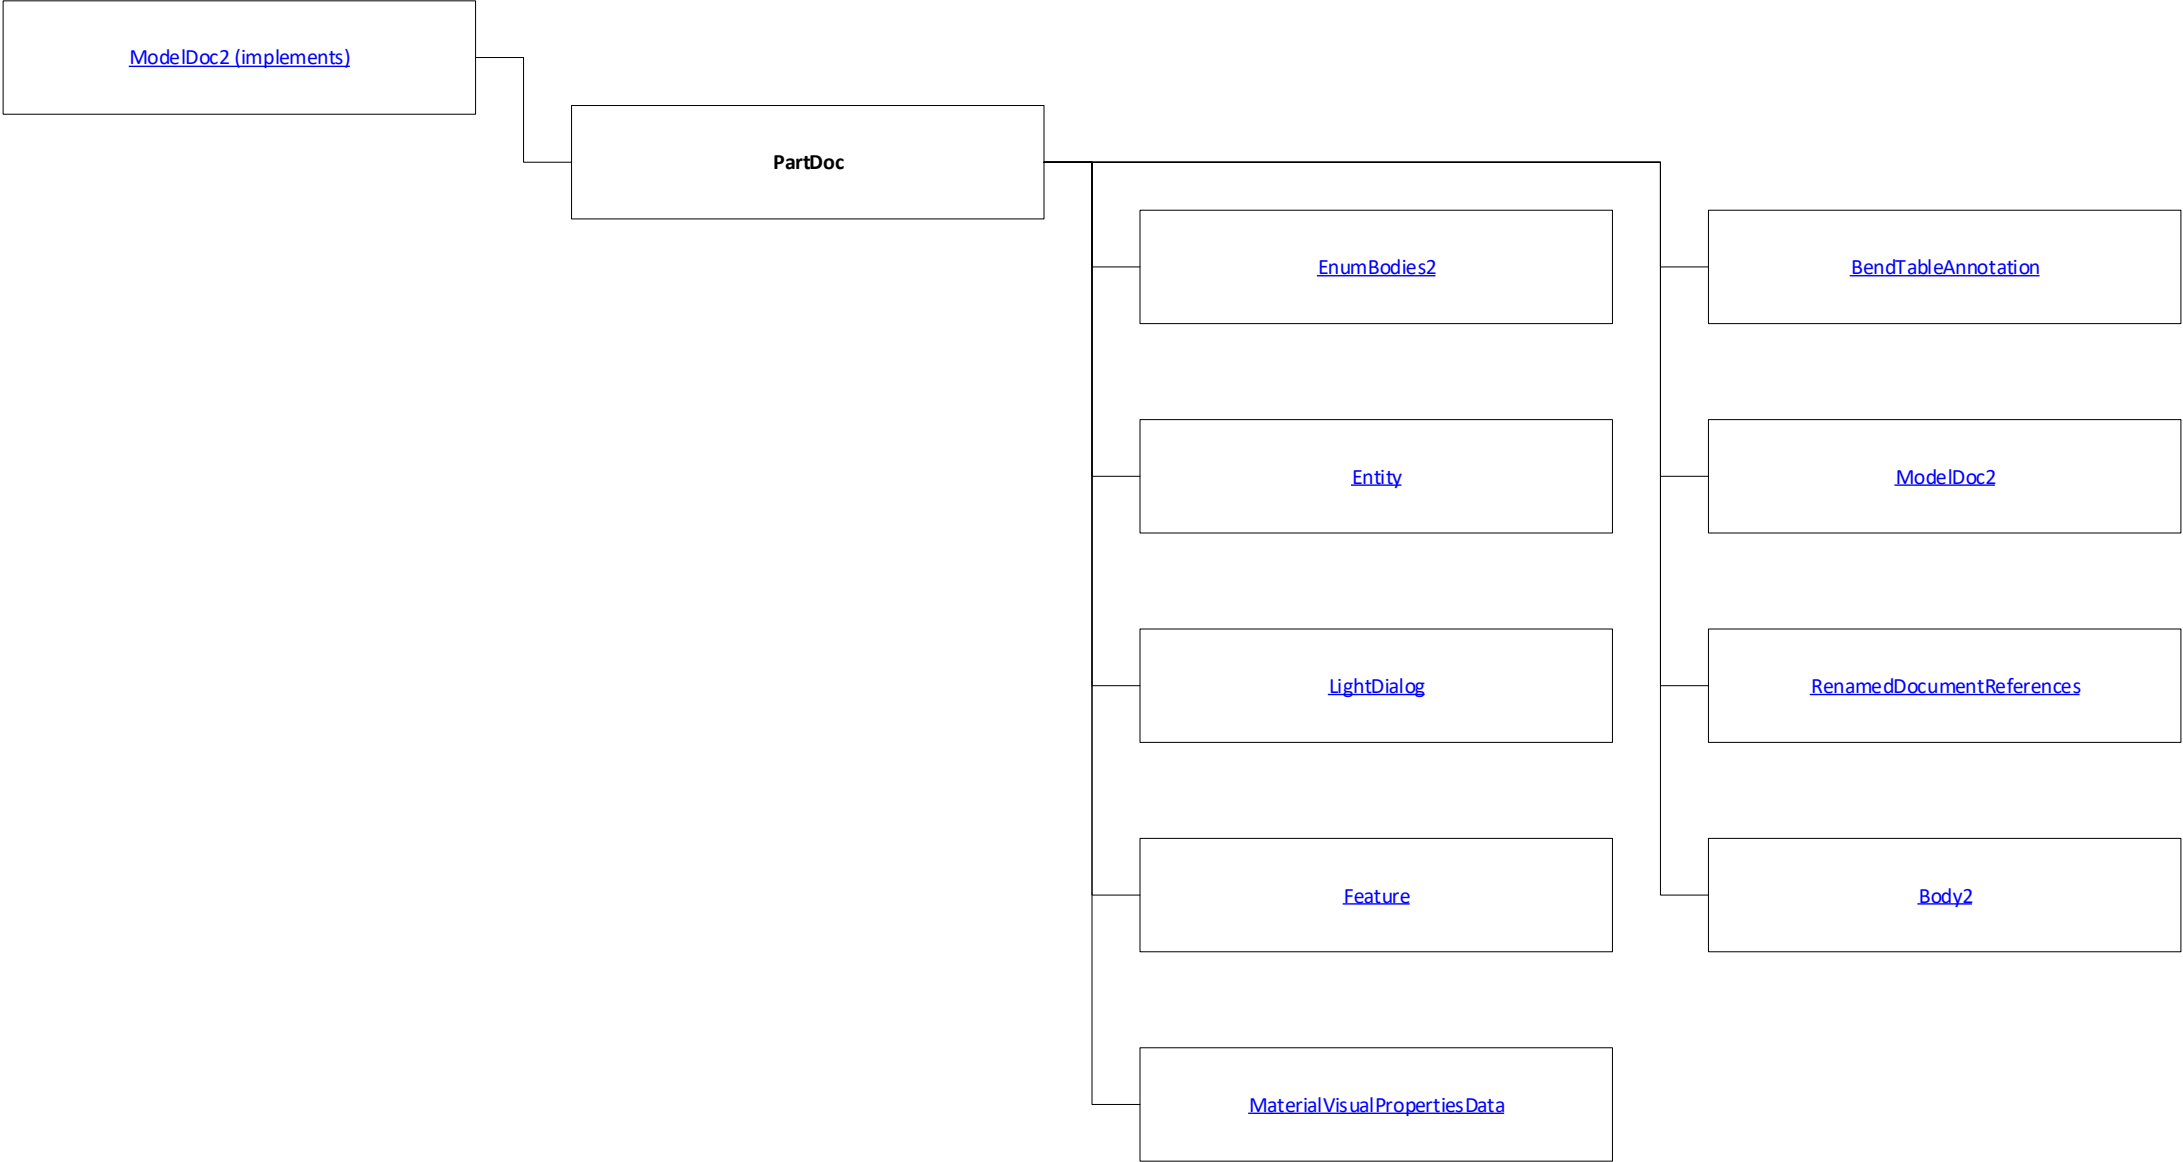 ModelDoc2 (implements)
PartDoc
EnumBodies2
BendTableAnnotation
Entity
ModelDoc2
LightDialog
RenamedDocumentReferences
Feature
Body2
MaterialVisualPropertiesData